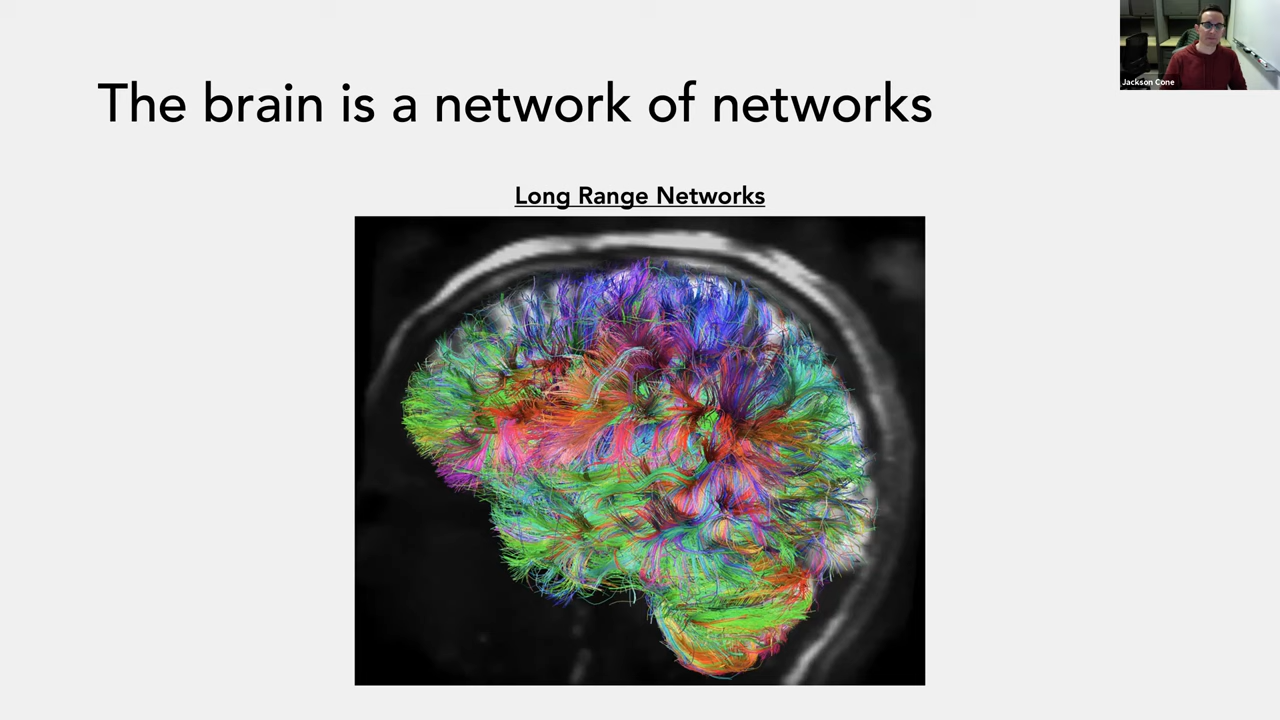 The brain is a network of networks
Long Range Networks
Jackson Cone